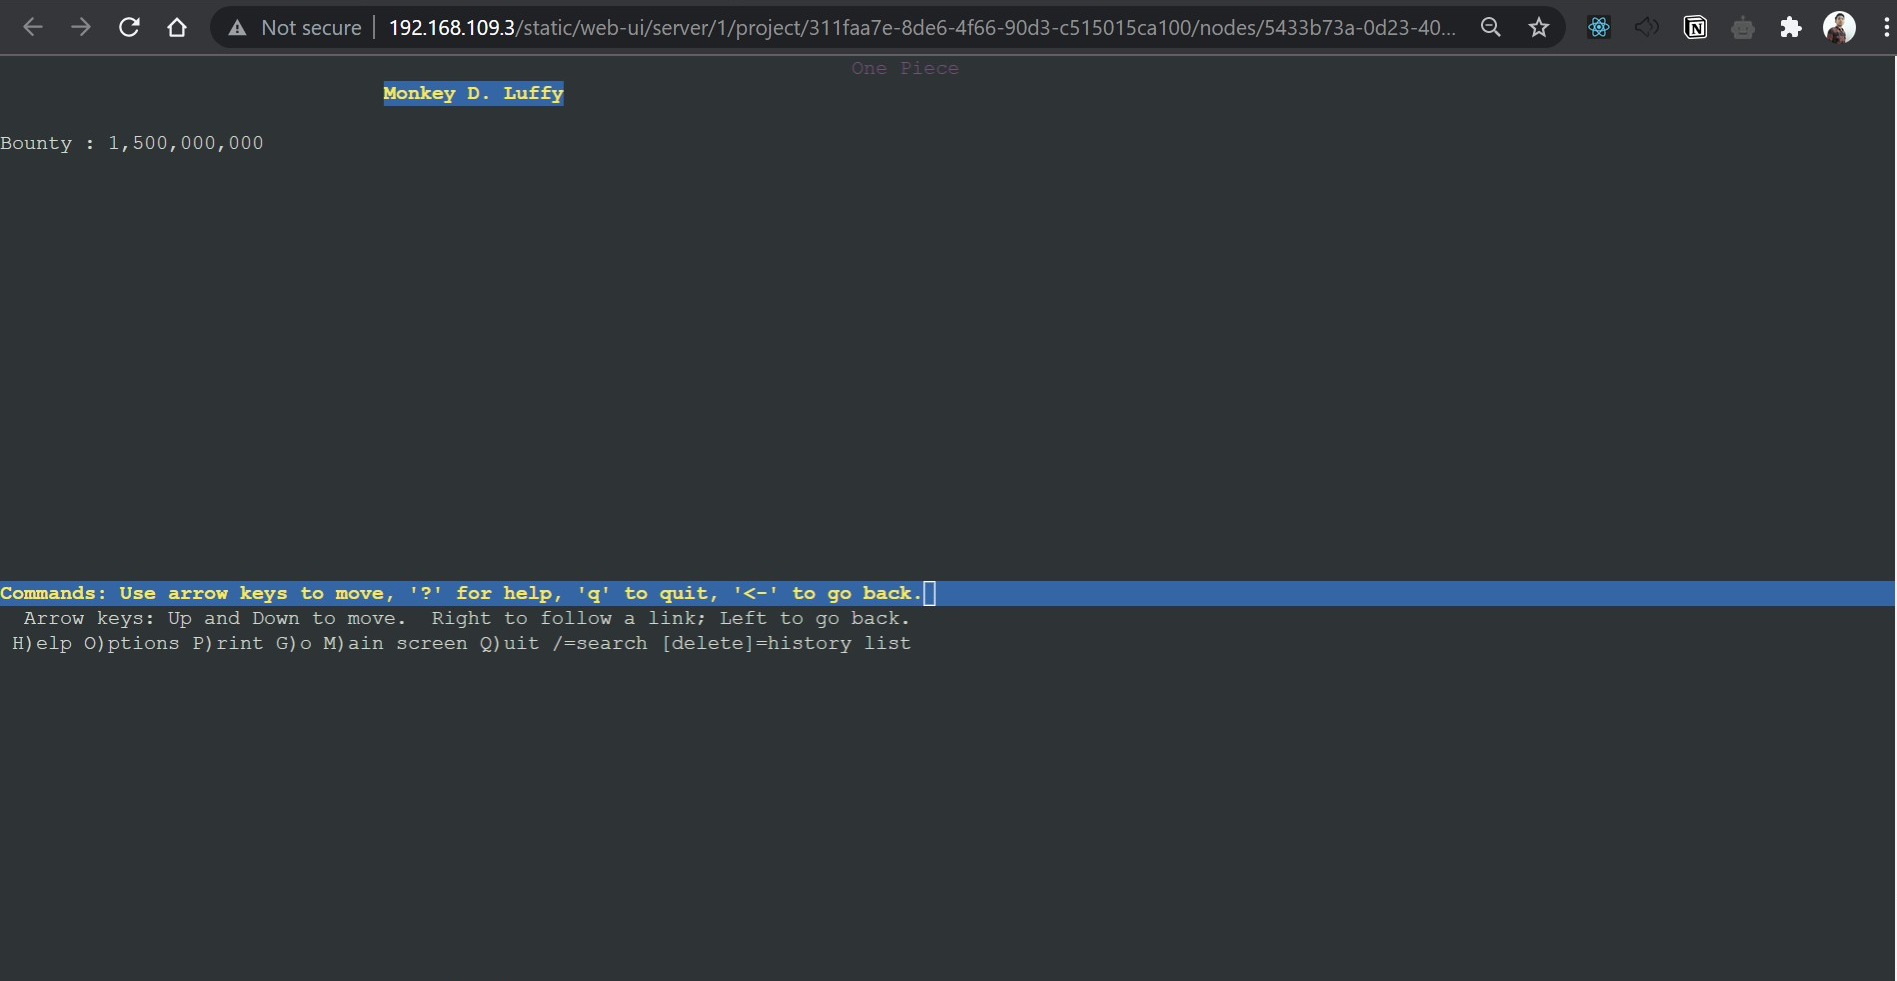 Not secure | 192.168.109.3/static/web-ui/server/1/project/311faa7e-8de6-4f66-90d3-c515015ca100/nodes/5433b73a-0d23-40...
One Piece
Monkey D. Luffy
Bounty : 1,500,000,000
Commands: Use arrow keys to move, '?' for help, 'q' to quit, '<-' to go back.
Arrow keys: Up and Down to move.  Right to follow a link; Left to go back.
H)elp O)ptions P)rint G)o M)ain screen Q)uit /=search [delete]=history list